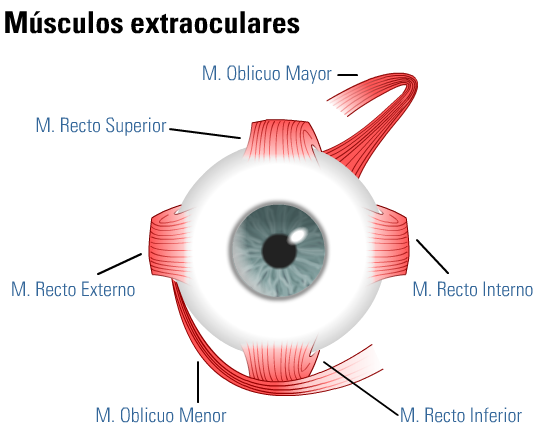 Músculos extraoculares
M. Oblicuo Mayor
M. Recto Superior
M. Recto Externo
M. Recto Interno
M. Oblicuo Menor
M. Recto Inferior